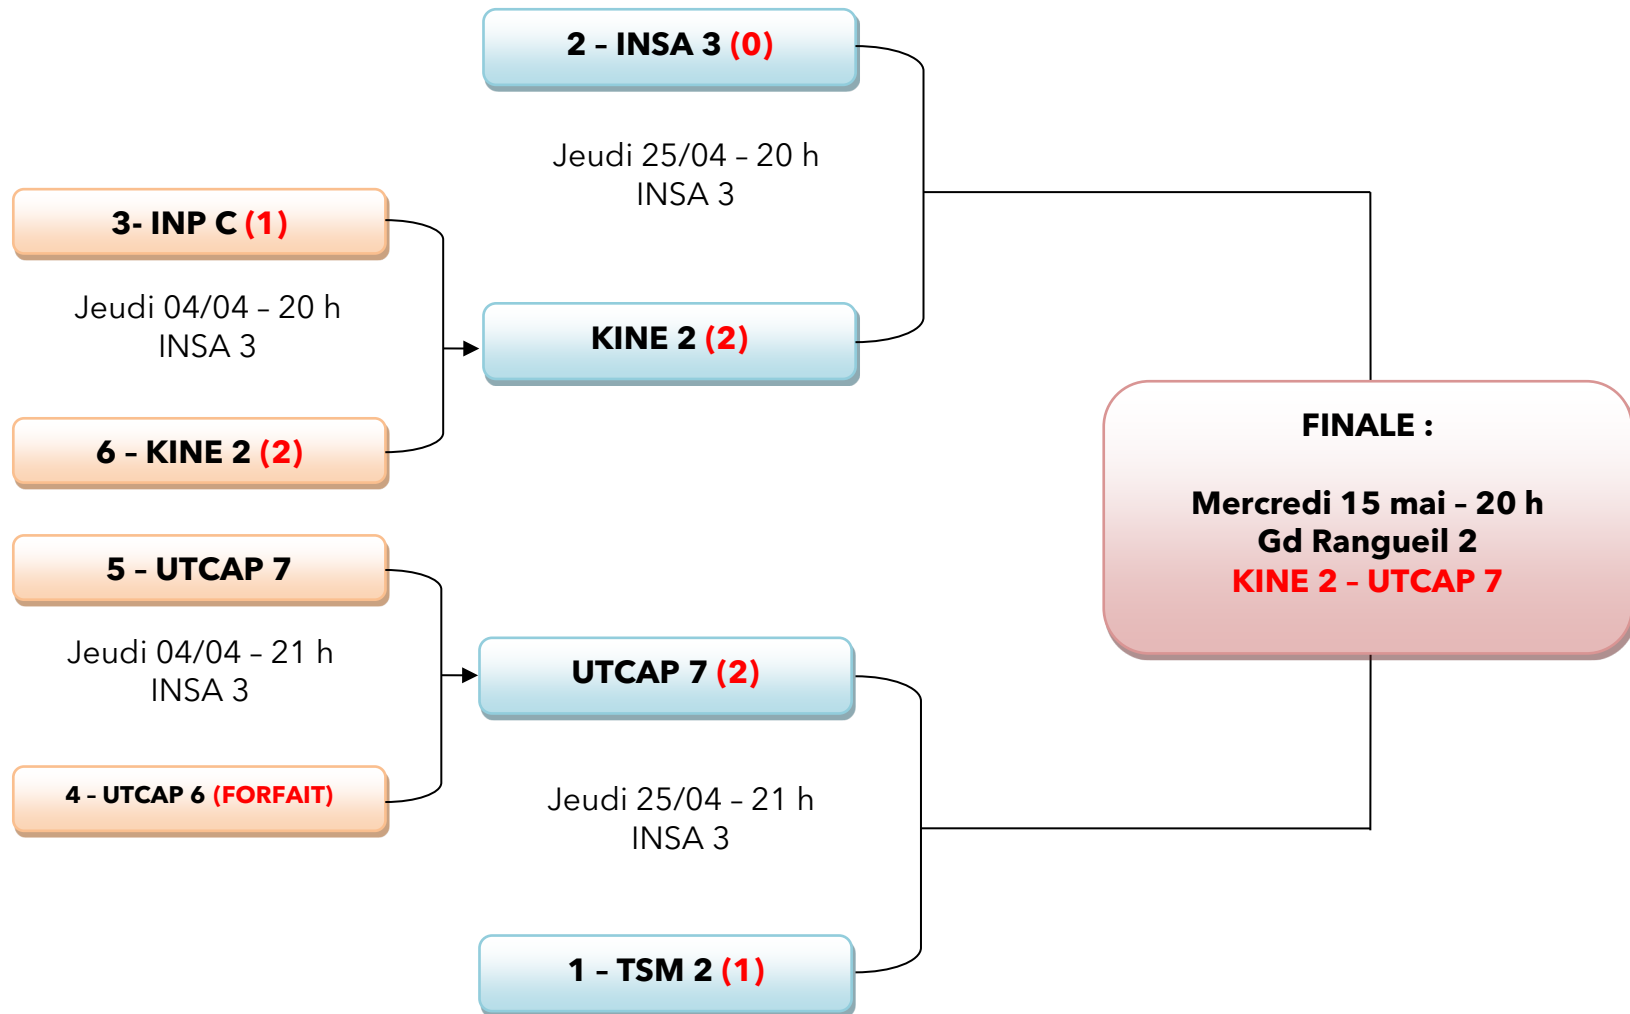 2 – INSA 3 (0)
Jeudi 25/04 – 20 h
INSA 3
3- INP C (1)
Jeudi 04/04 – 20 h
INSA 3
KINE 2 (2)
6 – KINE 2 (2)
FINALE :
Mercredi 15 mai – 20 h
Gd Rangueil 2
KINE 2 – UTCAP 7
5 – UTCAP 7
Jeudi 04/04 – 21 h
INSA 3
UTCAP 7 (2)
4 – UTCAP 6 (FORFAIT)
Jeudi 25/04 – 21 h
INSA 3
1 – TSM 2 (1)